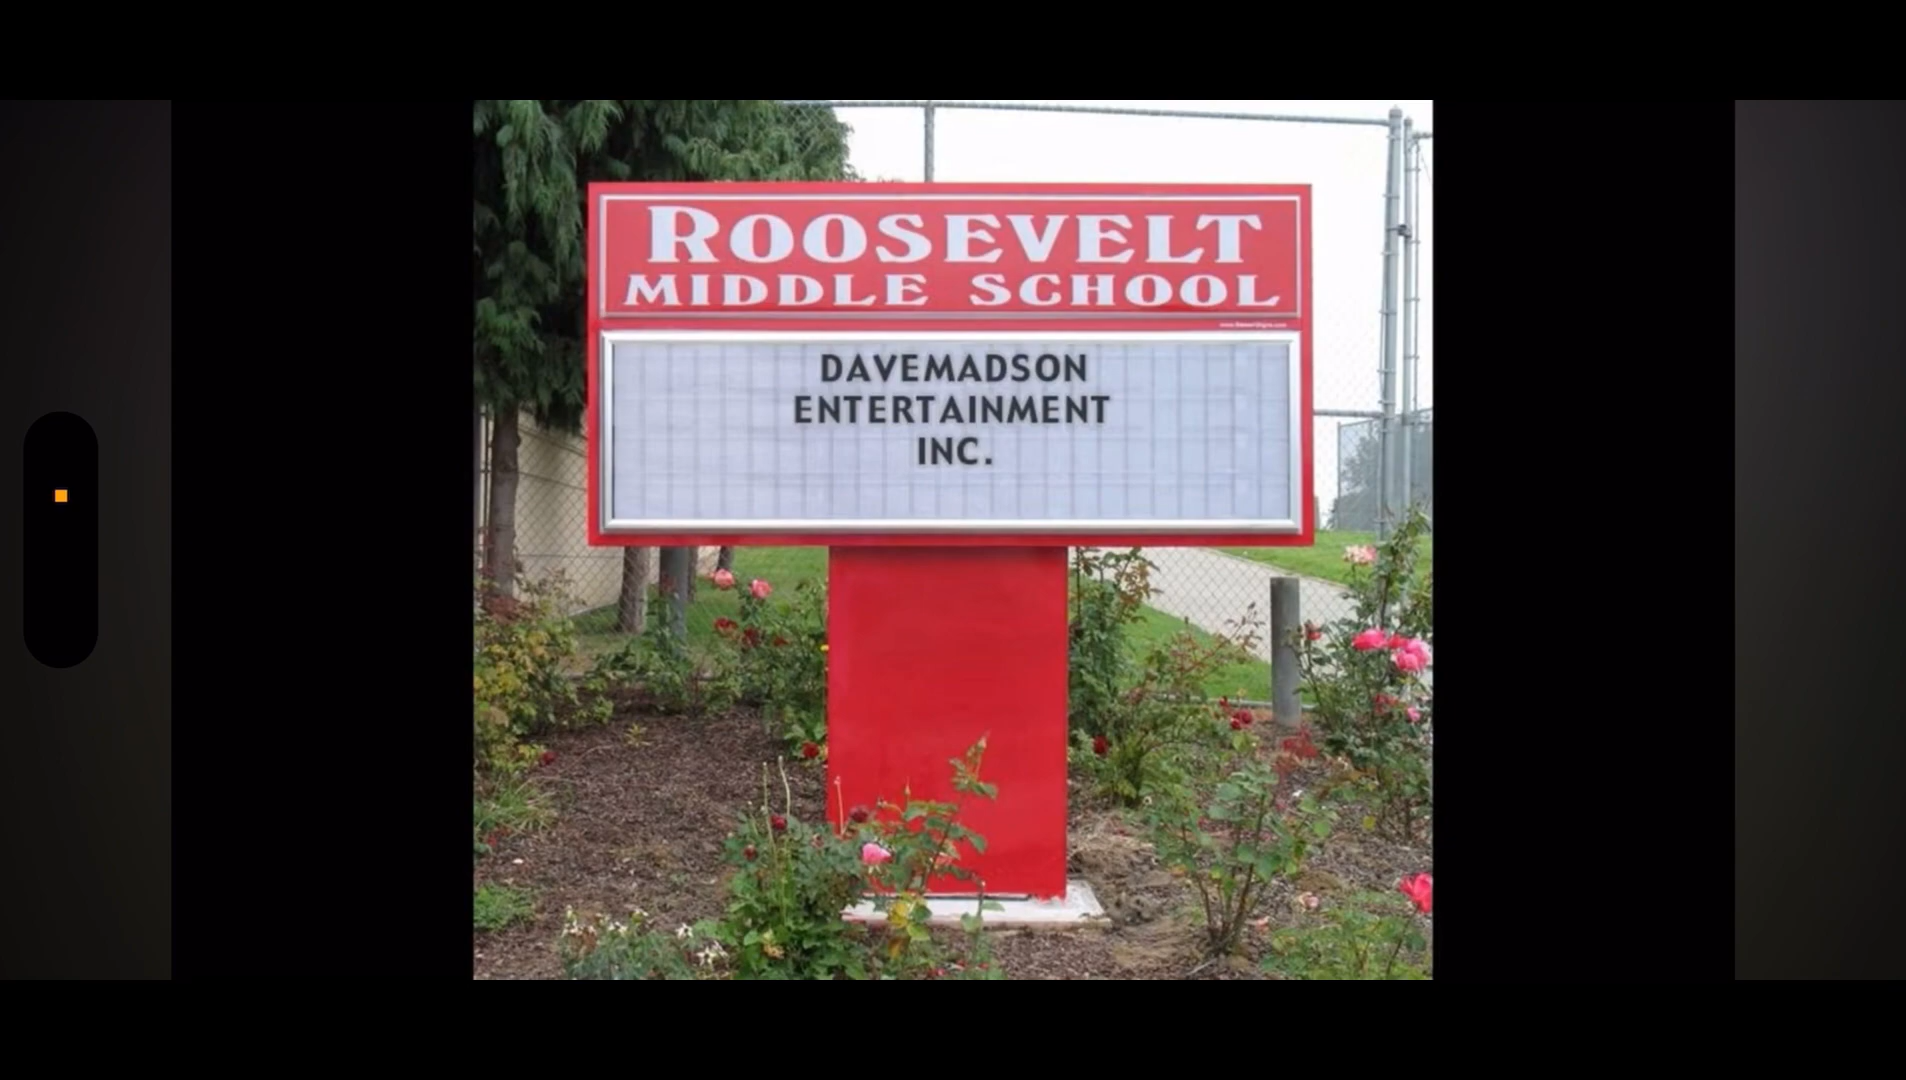 ROOSEVELT
MIDDLE SCHOOL
DAVEMADSON
ENTERTAINMENT
INC.